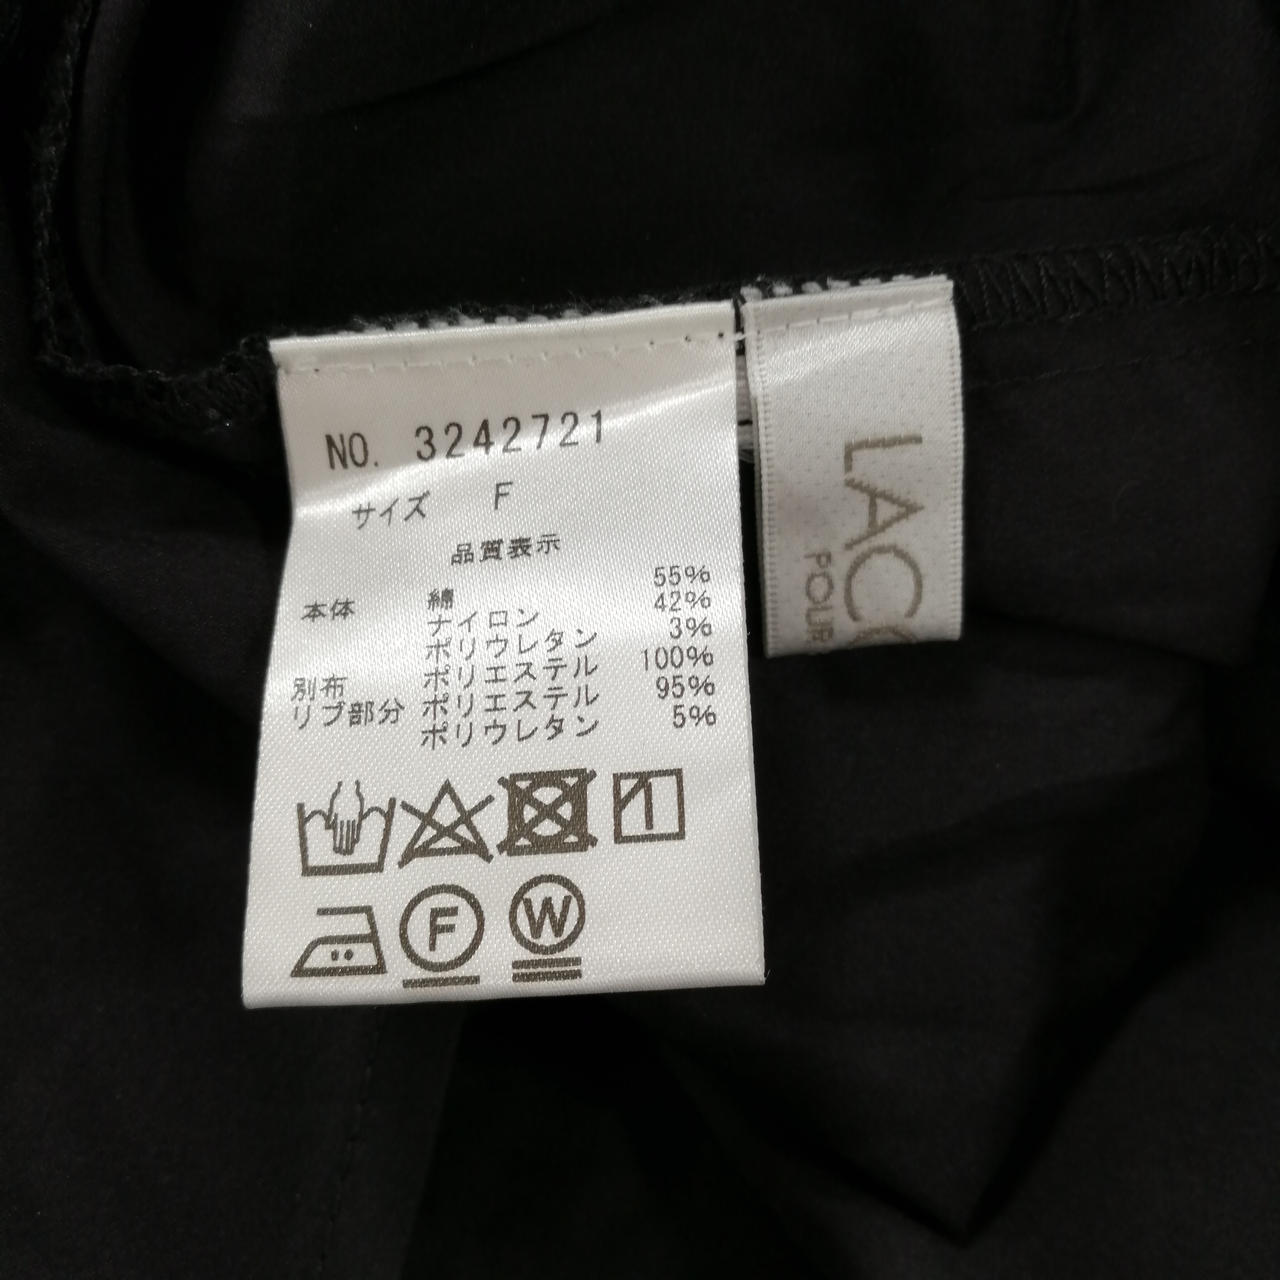 NO. 3242721
サイズ F
品質表示
本体 綿 55%
ナイロン 42%
ポリウレタン 3%
別布 ポリエステル 100%
リブ部分 ポリエステル 95%
ポリウレタン 5%
F W
LACO
POUR